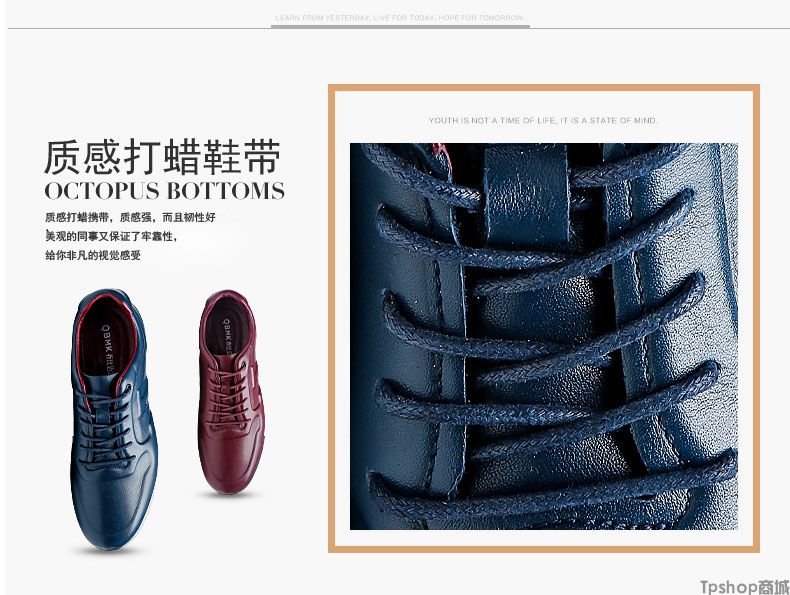 LEARN FROM YESTERDAY, LIVE FOR TODAY, HOPE FOR TOMORROW.
YOUTH IS NOT A TIME OF LIFE, IT IS A STATE OF MIND.
质感打蜡鞋带
OCTOPUS BOTTOMS
质感打蜡携带，质感强，而且韧性好
美观的同事又保证了牢靠性，
给你非凡的视觉感受
QBMK
QBMK
Tpshop商城